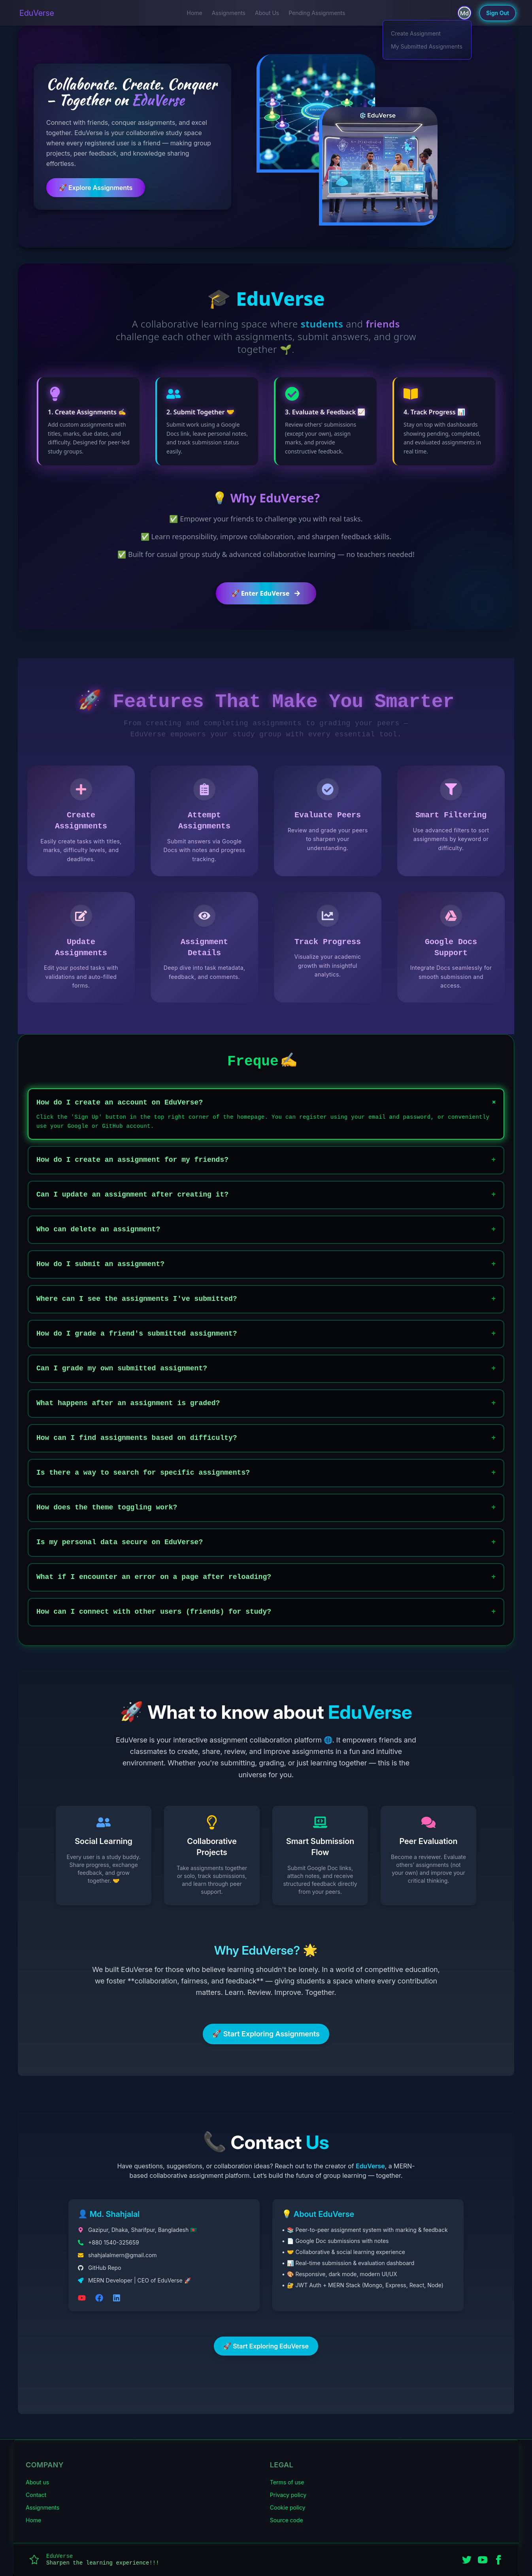 EduVerse
Home Assignments About Us Pending Assignments
Md
Sign Out
Create Assignment
My Submitted Assignments
Collaborate. Create. Conquer
– Together on EduVerse
Connect with friends, conquer assignments, and excel
together. EduVerse is your collaborative study space
where every registered user is a friend — making group
projects, peer feedback, and knowledge sharing
effortless.
🚀 Explore Assignments
EduVerse
🎓 EduVerse
A collaborative learning space where students and friends
challenge each other with assignments, submit answers, and grow
together 🌱.
1. Create Assignments ✍️
Add custom assignments with
titles, marks, due dates, and
difficulty. Designed for peer-led
study groups.
2. Submit Together 🤝
Submit work using a Google
Docs link, leave personal notes,
and track submission status
easily.
3. Evaluate & Feedback 📈
Review others' submissions
(except your own), assign
marks, and provide
constructive feedback.
4. Track Progress 📊
Stay on top with dashboards
showing pending, completed,
and evaluated assignments in
real time.
💡 Why EduVerse?
✅ Empower your friends to challenge you with real tasks.
✅ Learn responsibility, improve collaboration, and sharpen feedback skills.
✅ Built for casual group study & advanced collaborative learning — no teachers needed!
🚀 Enter EduVerse →
🚀 Features That Make You Smarter
From creating and completing assignments to grading your peers —
EduVerse empowers your study group with every essential tool.
Create
Assignments
Easily create tasks with titles,
marks, difficulty levels, and
deadlines.
Attempt
Assignments
Submit answers via Google
Docs with notes and progress
tracking.
Evaluate Peers
Review and grade your peers
to sharpen your
understanding.
Smart Filtering
Use advanced filters to sort
assignments by keyword or
difficulty.
Update
Assignments
Edit your posted tasks with
validations and auto-filled
forms.
Assignment
Details
Deep dive into task metadata,
feedback, and comments.
Track Progress
Visualize your academic
growth with insightful
analytics.
Google Docs
Support
Integrate Docs seamlessly for
smooth submission and
access.
Freque✍️
How do I create an account on EduVerse? ×
Click the 'Sign Up' button in the top right corner of the homepage. You can register using your email and password, or conveniently
use your Google or GitHub account.
How do I create an assignment for my friends? +
Can I update an assignment after creating it? +
Who can delete an assignment? +
How do I submit an assignment? +
Where can I see the assignments I've submitted? +
How do I grade a friend's submitted assignment? +
Can I grade my own submitted assignment? +
What happens after an assignment is graded? +
How can I find assignments based on difficulty? +
Is there a way to search for specific assignments? +
How does the theme toggling work? +
Is my personal data secure on EduVerse? +
What if I encounter an error on a page after reloading? +
How can I connect with other users (friends) for study? +
🚀 What to know about EduVerse
EduVerse is your interactive assignment collaboration platform 🌐. It empowers friends and
classmates to create, share, review, and improve assignments in a fun and intuitive
environment. Whether you're submitting, grading, or just learning together — this is the
universe for you.
Social Learning
Every user is a study buddy.
Share progress, exchange
feedback, and grow
together. 🤝
Collaborative
Projects
Take assignments together
or solo, track submissions,
and learn through peer
support.
Smart Submission
Flow
Submit Google Doc links,
attach notes, and receive
structured feedback directly
from your peers.
Peer Evaluation
Become a reviewer. Evaluate
others' assignments (not
your own) and improve your
critical thinking.
Why EduVerse? 🌟
We built EduVerse for those who believe learning shouldn't be lonely. In a world of competitive education,
we foster **collaboration, fairness, and feedback** — giving students a space where every contribution
matters. Learn. Review. Improve. Together.
🚀 Start Exploring Assignments
📞 Contact Us
Have questions, suggestions, or collaboration ideas? Reach out to the creator of EduVerse, a MERN-
based collaborative assignment platform. Let's build the future of group learning — together.
👤 Md. Shahjalal
Gazipur, Dhaka, Sharifpur, Bangladesh 🇧🇩
+880 1540-325659
shahjalalmern@gmail.com
GitHub Repo
MERN Developer | CEO of EduVerse 🚀
💡 About EduVerse
• 📚 Peer-to-peer assignment system with marking & feedback
• 📄 Google Doc submissions with notes
• 🤝 Collaborative & social learning experience
• 📊 Real-time submission & evaluation dashboard
• 🎨 Responsive, dark mode, modern UI/UX
• 🔐 JWT Auth + MERN Stack (Mongo, Express, React, Node)
🚀 Start Exploring EduVerse
COMPANY
About us
Contact
Assignments
Home
LEGAL
Terms of use
Privacy policy
Cookie policy
Source code
EduVerse
Sharpen the learning experience!!!